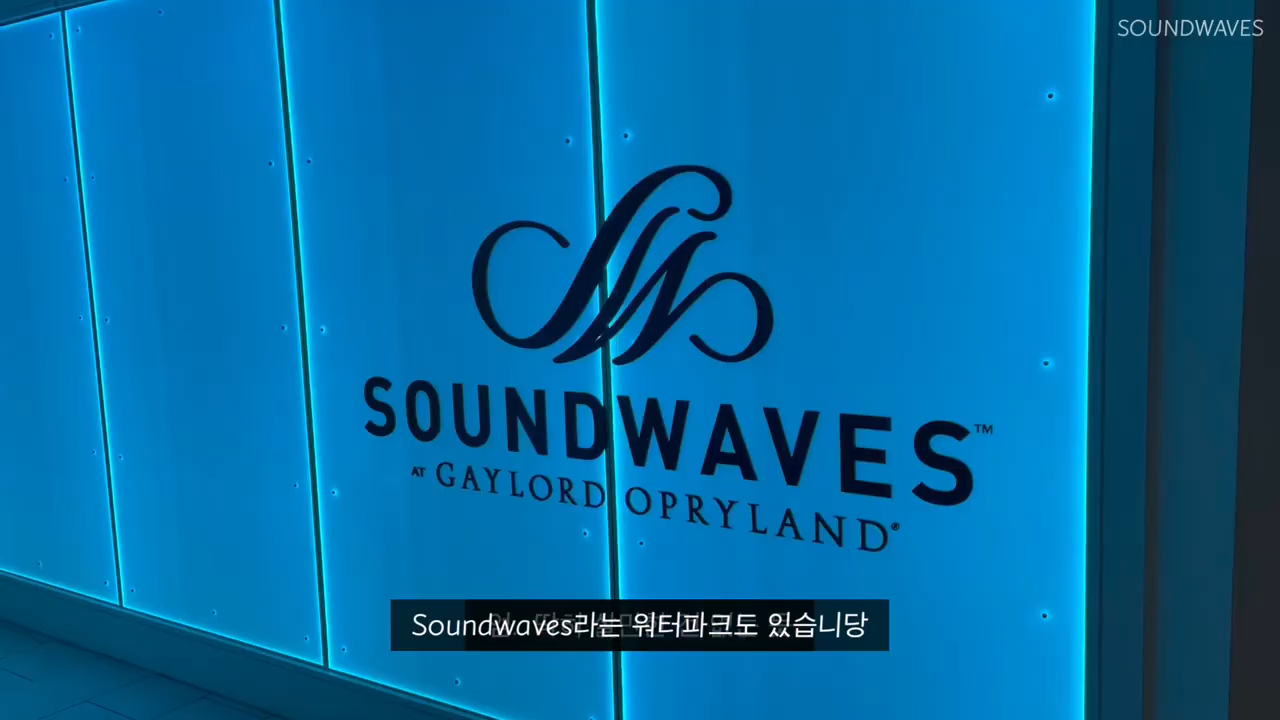 SOUNDWAVES
SOUNDWAVES™
AT GAYLORD OPRYLAND®
Soundwaves라는 워터파크도 있습니당